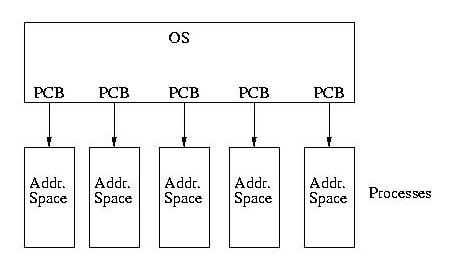 OS
PCB PCB PCB PCB PCB
Addr. Addr. Addr. Addr. Addr.
Space Space Space Space Space
Processes